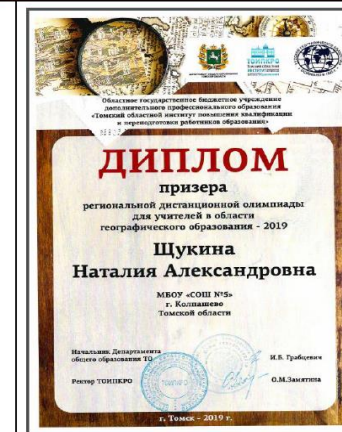 ТОИПКРО
Областное государственное бюджетное учреждение
дополнительного профессионального образования
«Томский областной институт повышения квалификации
и переподготовки работников образования»
ДИПЛОМ
призера
региональной дистанционной олимпиады
для учителей в области
географического образования - 2019
Щукина
Наталия Александровна
МБОУ «СОШ №5»
г. Колпашево
Томской области
Начальник Департамента
общего образования ТО
И.Б. Грабцевич
Ректор ТОИПКРО
О.М.Замятина
г. Томск - 2019 г.